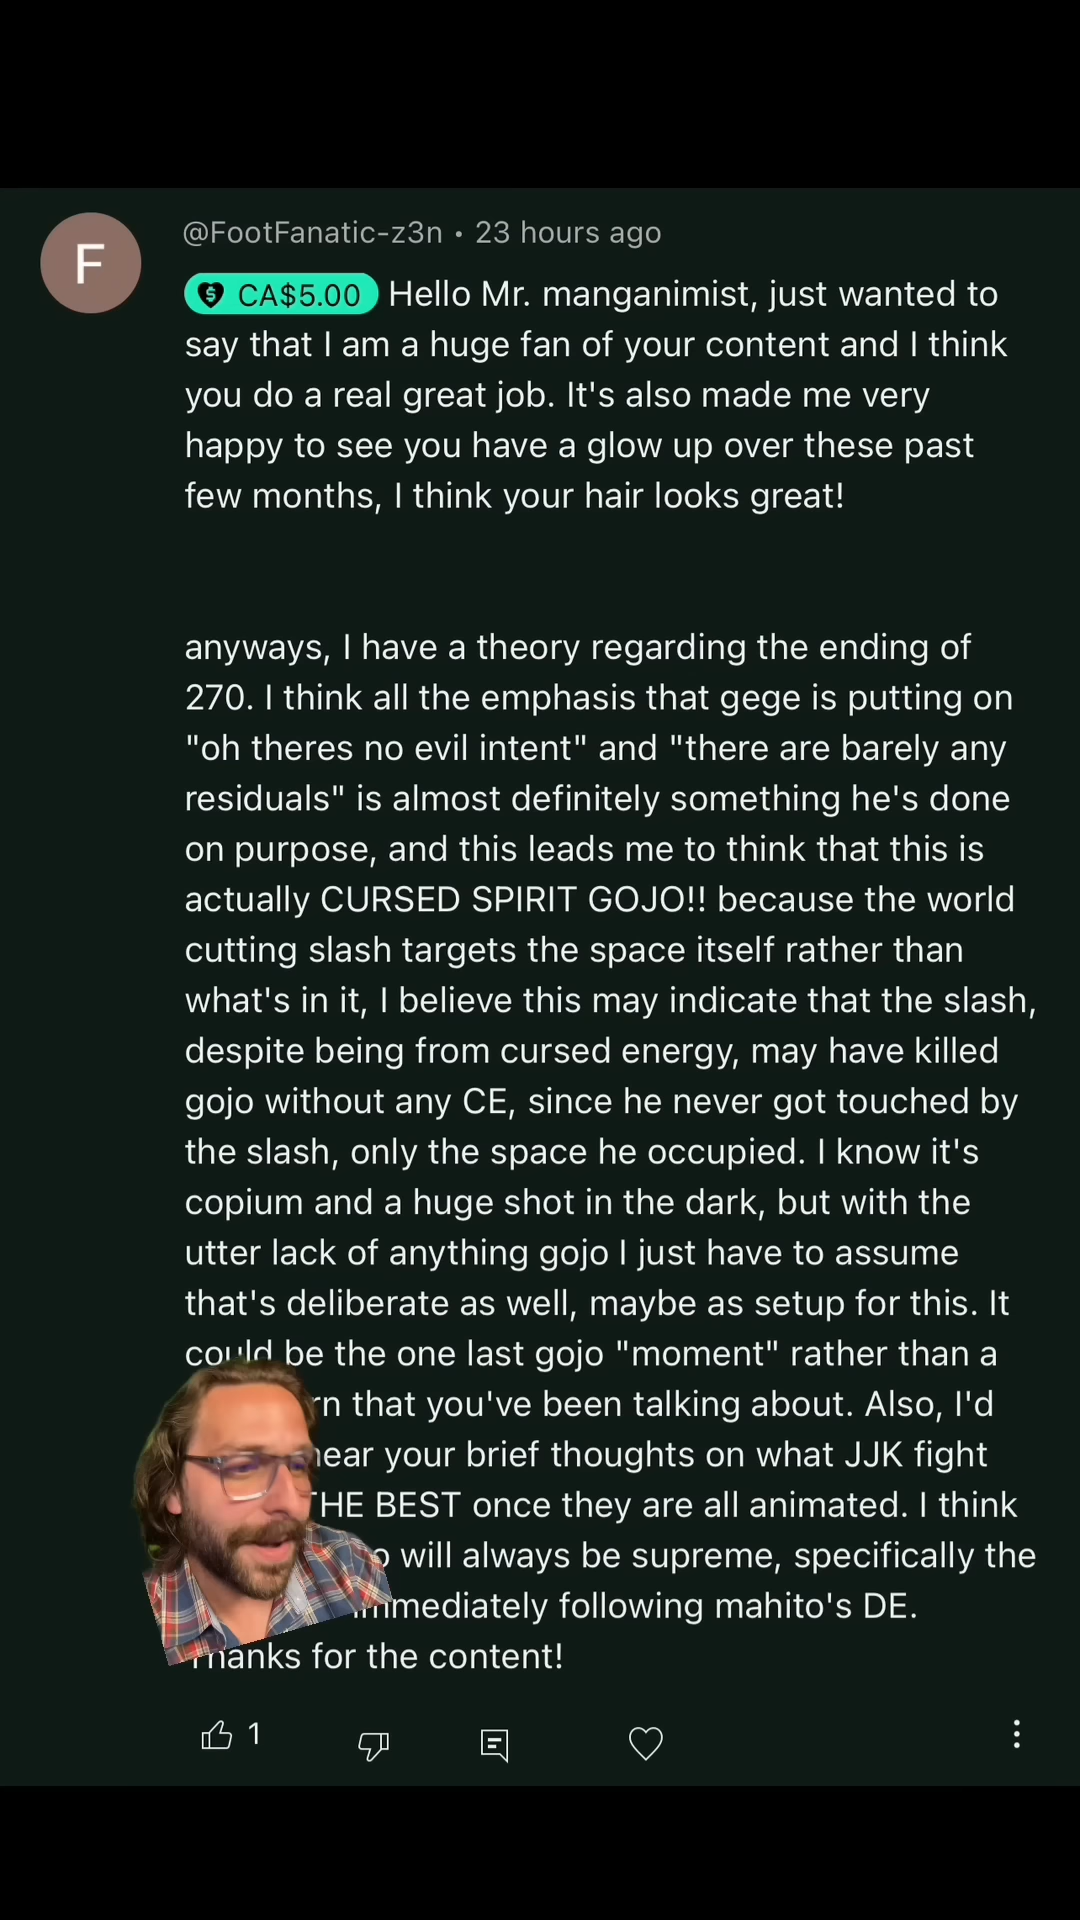 F
@FootFanatic-z3n • 23 hours ago
CA$5.00 Hello Mr. manganimist, just wanted to
say that I am a huge fan of your content and I think
you do a real great job. It's also made me very
happy to see you have a glow up over these past
few months, I think your hair looks great!
anyways, I have a theory regarding the ending of
270. I think all the emphasis that gege is putting on
"oh theres no evil intent" and "there are barely any
residuals" is almost definitely something he's done
on purpose, and this leads me to think that this is
actually CURSED SPIRIT GOJO!! because the world
cutting slash targets the space itself rather than
what's in it, I believe this may indicate that the slash,
despite being from cursed energy, may have killed
gojo without any CE, since he never got touched by
the slash, only the space he occupied. I know it's
copium and a huge shot in the dark, but with the
utter lack of anything gojo I just have to assume
that's deliberate as well, maybe as setup for this. It
could be the one last gojo "moment" rather than a
that you've been talking about. Also, I'd
your brief thoughts on what JJK fight
THE BEST once they are all animated. I think
will always be supreme, specifically the
immediately following mahito's DE.
Thanks for the content!
1